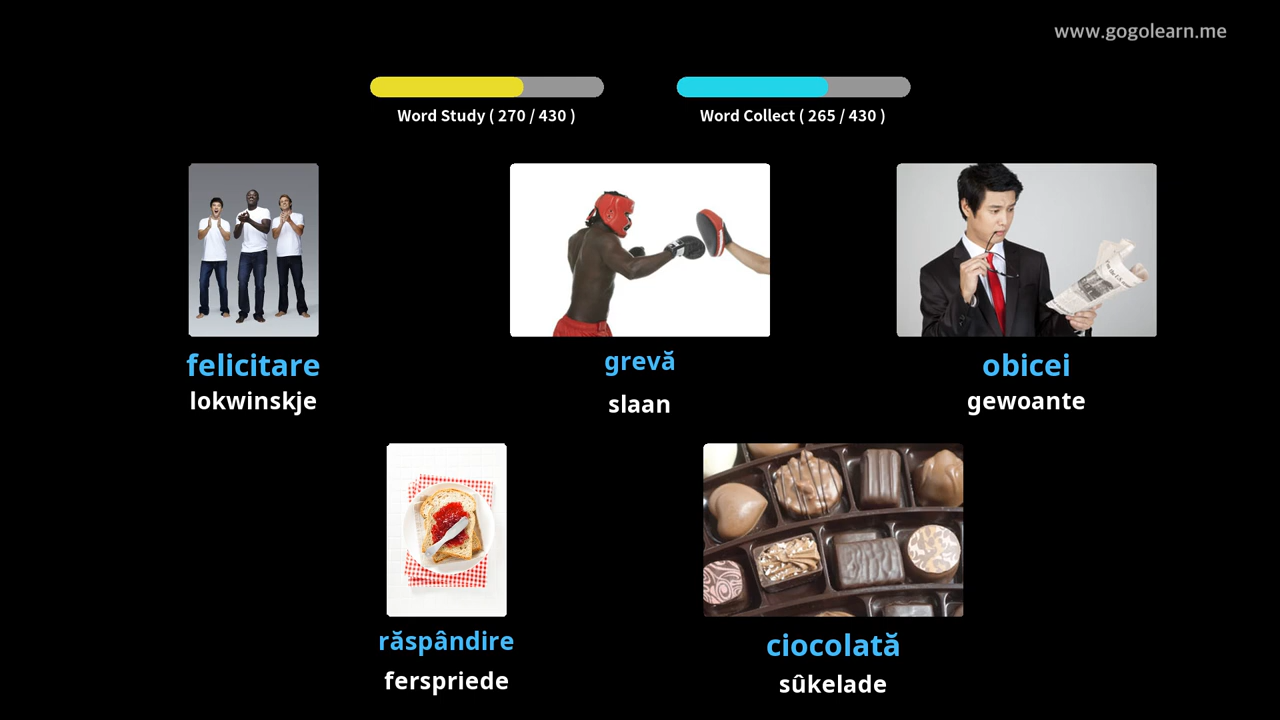 www.gogolearn.me
Word Study ( 270 / 430 )
Word Collect ( 265 / 430 )
felicitare
lokwinskje
grevă
slaan
obicei
gewoante
răspândire
ferspriede
ciocolată
sûkelade